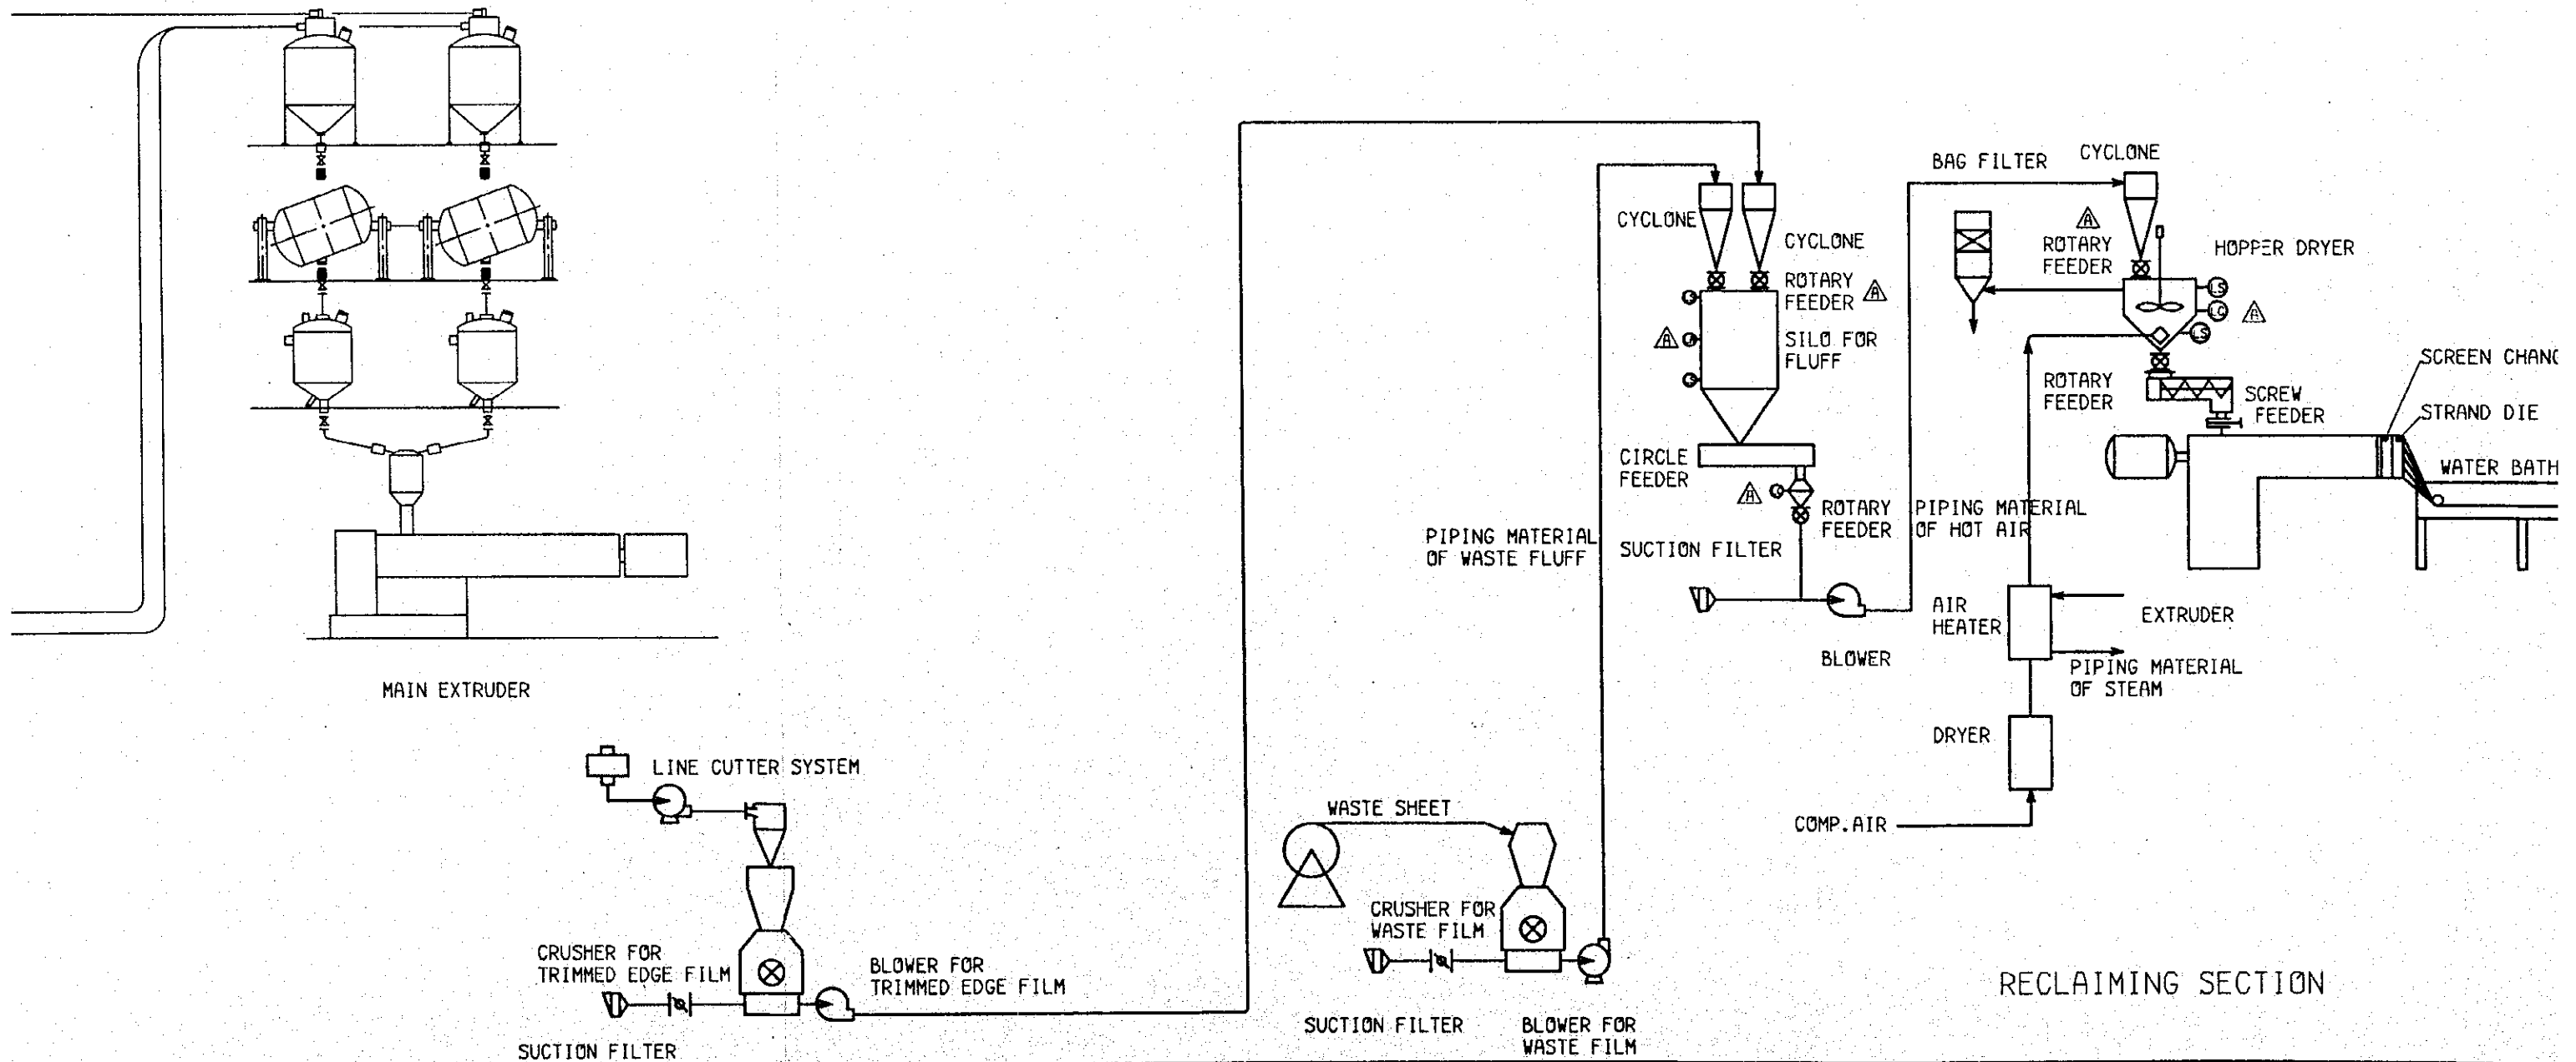 BAG FILTER
CYCLONE
CYCLONE
CYCLONE
A
ROTARY
FEEDER
HOPPER DRYER
ROTARY
FEEDER
A
LS
LC
A
A
SILO FOR
FLUFF
LS
SCREEN CHANG
ROTARY
FEEDER
SCREW
FEEDER
STRAND DIE
CIRCLE
FEEDER
WATER BATH
A
ROTARY
FEEDER
PIPING MATERIAL
OF HOT AIR
PIPING MATERIAL
OF WASTE FLUFF
SUCTION FILTER
AIR
HEATER
EXTRUDER
BLOWER
PIPING MATERIAL
OF STEAM
MAIN EXTRUDER
DRYER
LINE CUTTER SYSTEM
WASTE SHEET
COMP.AIR
CRUSHER FOR
WASTE FILM
CRUSHER FOR
TRIMMED EDGE FILM
BLOWER FOR
TRIMMED EDGE FILM
RECLAIMING SECTION
SUCTION FILTER
BLOWER FOR
WASTE FILM
SUCTION FILTER